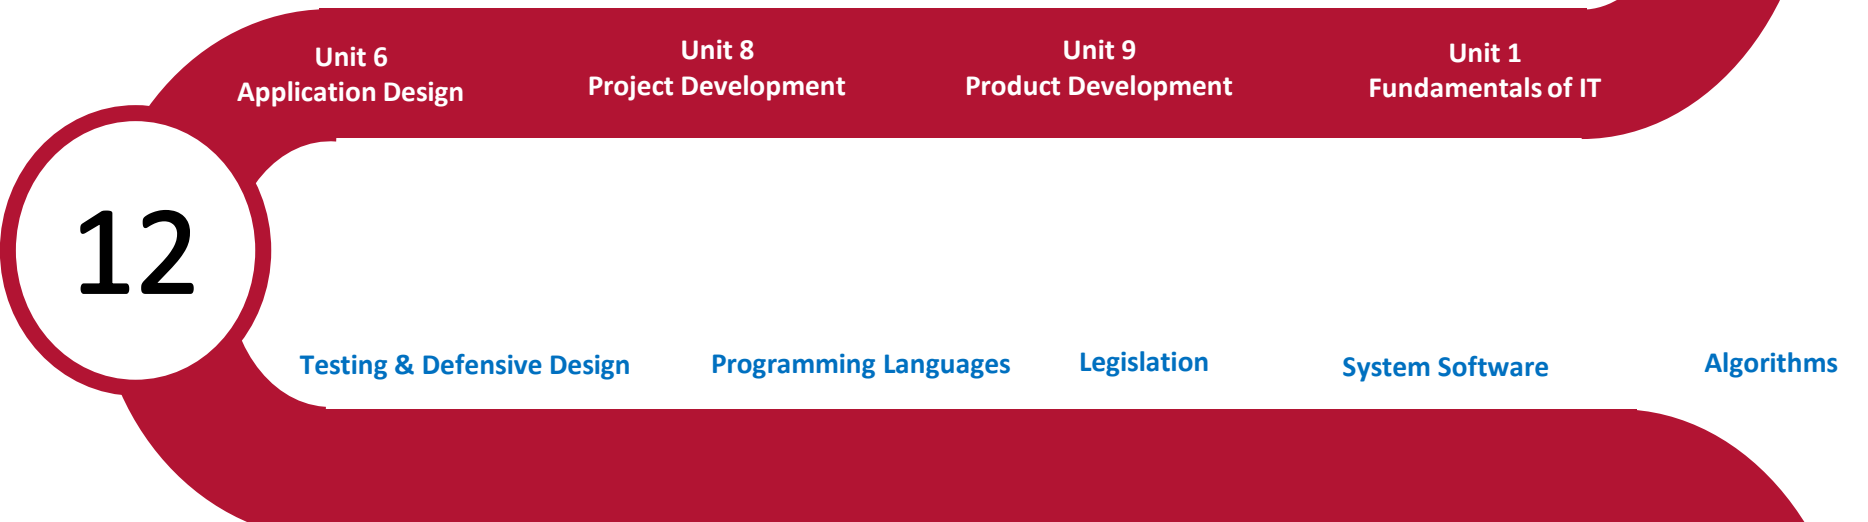 Unit 6
Application Design
Unit 8
Project Development
Unit 9
Product Development
Unit 1
Fundamentals of IT
12
Testing & Defensive Design
Programming Languages
Legislation
System Software
Algorithms